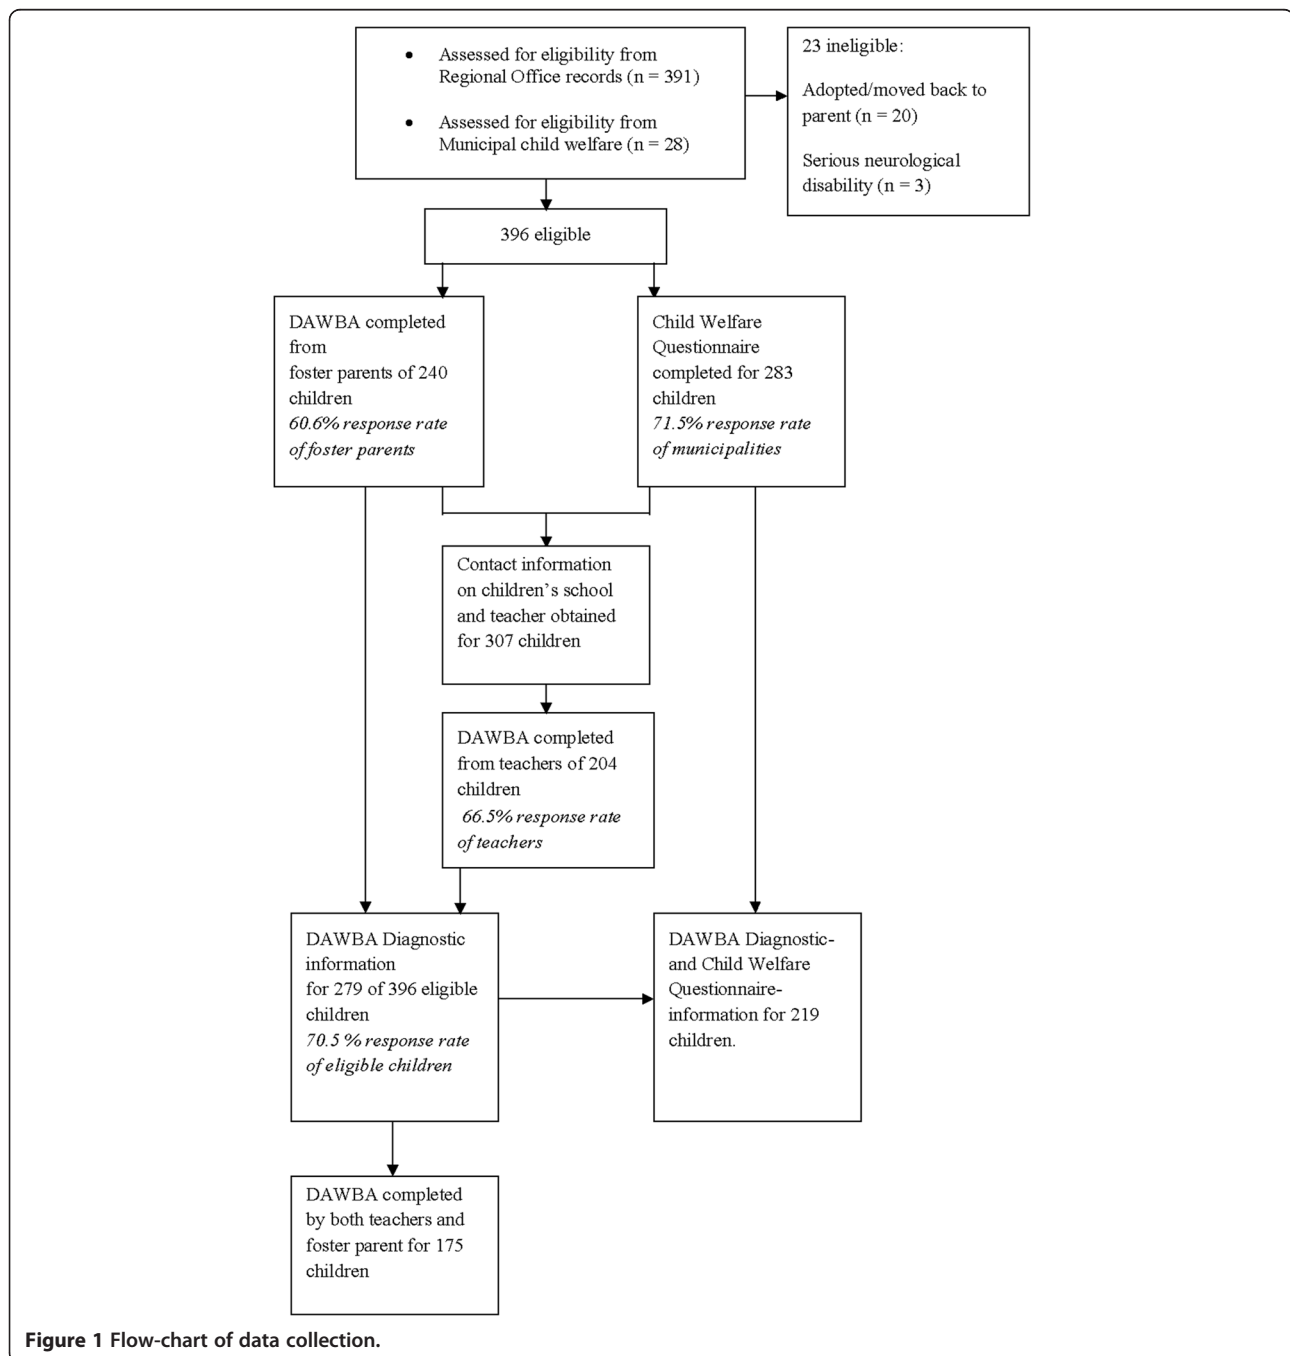 • Assessed for eligibility from
Regional Office records (n = 391)
• Assessed for eligibility from
Municipal child welfare (n = 28)
23 ineligible:
Adopted/moved back to
parent (n = 20)
Serious neurological
disability (n = 3)
396 eligible
DAWBA completed
from
foster parents of 240
children
60.6% response rate
of foster parents
Child Welfare
Questionnaire
completed for 283
children
71.5% response rate
of municipalities
Contact information
on children’s school
and teacher obtained
for 307 children
DAWBA completed
from teachers of 204
children
66.5% response rate
of teachers
DAWBA Diagnostic
information
for 279 of 396 eligible
children
70.5 % response rate
of eligible children
DAWBA Diagnostic-
and Child Welfare
Questionnaire-
information for 219
children.
DAWBA completed
by both teachers and
foster parent for 175
children
Figure 1 Flow-chart of data collection.